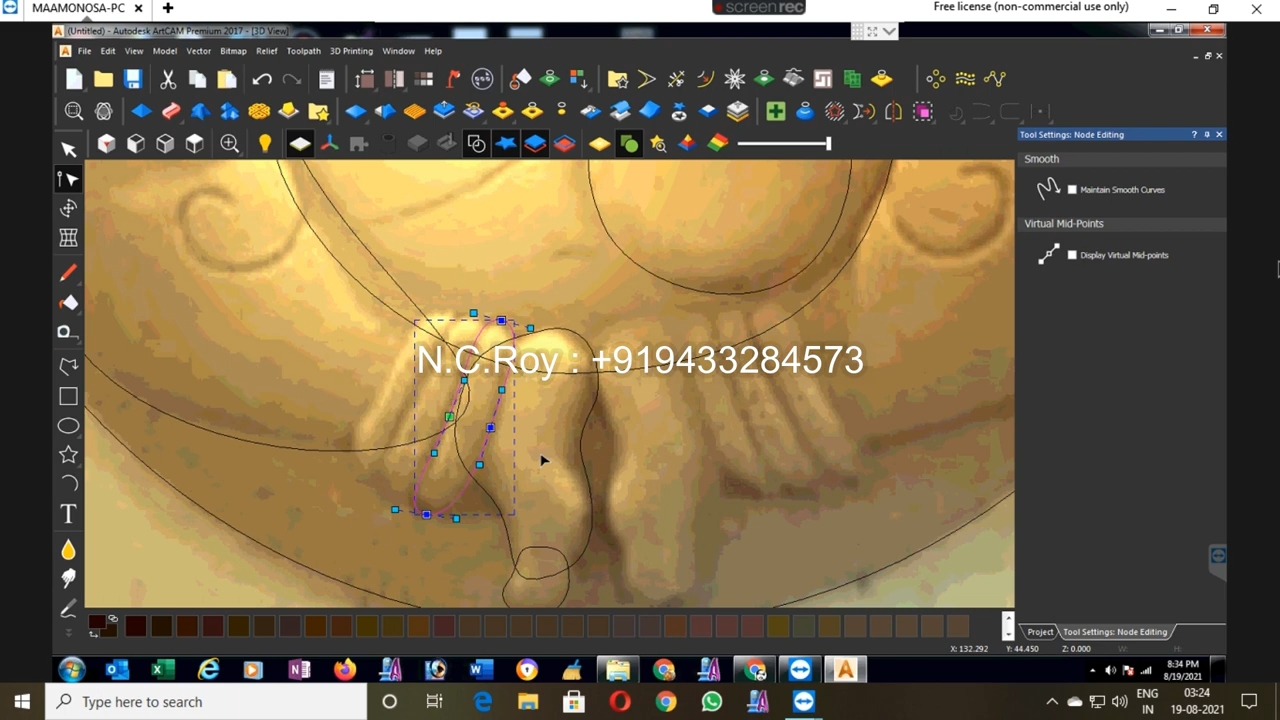 MAAMONOSA-PC
screenrec
Free license (non-commercial use only)
(Untitled) - Autodesk ArtCAM Premium 2017 - [3D View]
File Edit View Model Vector Bitmap Relief Toolpath 3D Printing Window Help
Tool Settings: Node Editing
Smooth
Maintain Smooth Curves
Virtual Mid-Points
Display Virtual Mid-points
N.C.Roy : +919433284573
Project Tool Settings: Node Editing
X: 132.292 Y: 44.450 Z: 0.000 W: H:
8:34 PM
8/19/2021
Type here to search
ENG
IN
03:24
19-08-2021